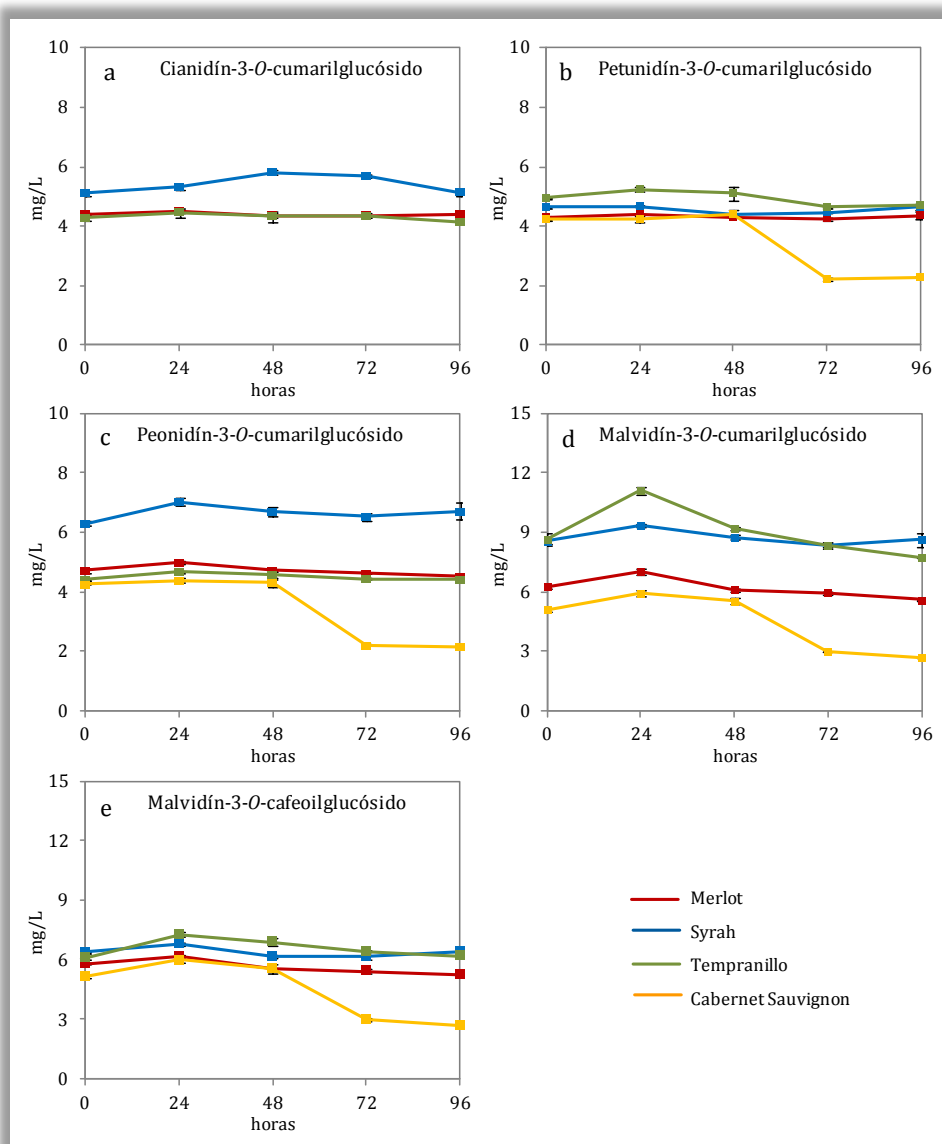 a Cianidín-3-O-cumarilglucósido
10
8
6
4
2
0
mg/L
0 24 48 72 96
horas
b Petunidín-3-O-cumarilglucósido
10
8
6
4
2
0
mg/L
0 24 48 72 96
horas
c Peonidín-3-O-cumarilglucósido
10
8
6
4
2
0
mg/L
0 24 48 72 96
horas
d Malvidín-3-O-cumarilglucósido
15
12
9
6
3
0
mg/L
0 24 48 72 96
horas
e Malvidín-3-O-cafeoilglucósido
15
12
9
6
3
0
mg/L
0 24 48 72 96
horas
Merlot
Syrah
Tempranillo
Cabernet Sauvignon